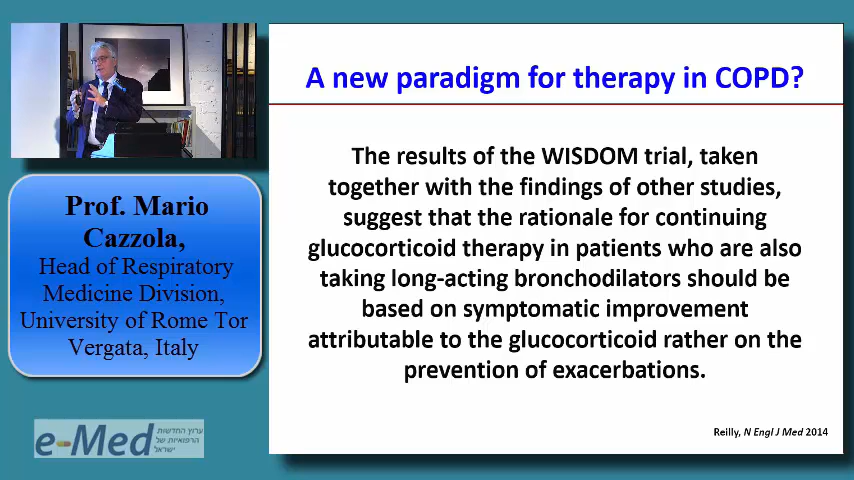 A new paradigm for therapy in COPD?
The results of the WISDOM trial, taken
together with the findings of other studies,
suggest that the rationale for continuing
glucocorticoid therapy in patients who are also
taking long-acting bronchodilators should be
based on symptomatic improvement
attributable to the glucocorticoid rather on the
prevention of exacerbations.
Reilly, N Engl J Med 2014
Prof. Mario
Cazzola,
Head of Respiratory
Medicine Division,
University of Rome Tor
Vergata, Italy
e-Med
ערוץ החדשות
הרפואיות של
ישראל